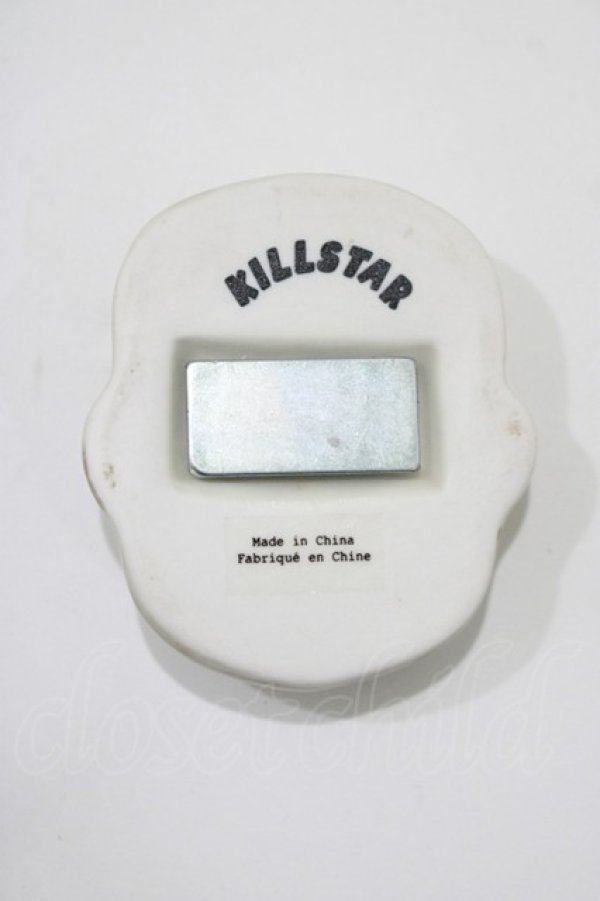 KILLSTAR
Made in China
Fabriqué en Chine
closetchild